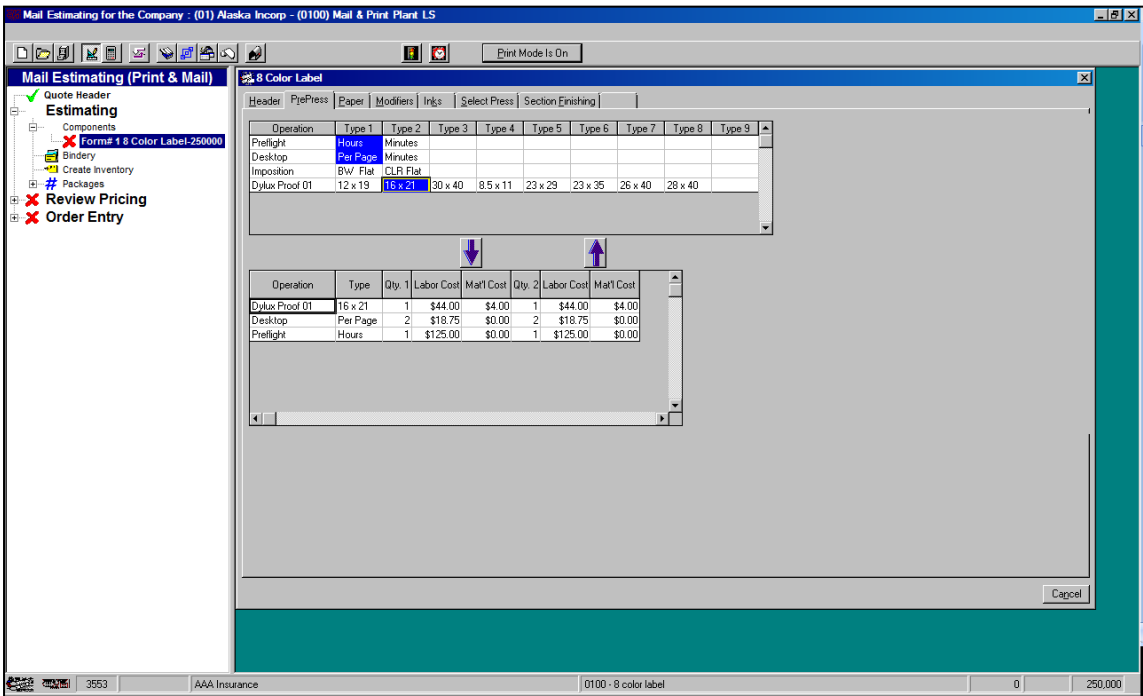 Mail Estimating for the Company : (01) Alaska Incorp - (0100) Mail & Print Plant LS
Print Mode Is On
Mail Estimating (Print & Mail)
Quote Header
Estimating
Components
Form# 1 8 Color Label-250000
Bindery
Create Inventory
Packages
Review Pricing
Order Entry
8 Color Label
Header PrePress Paper Modifiers Inks Select Press Section Finishing
Operation Type 1 Type 2 Type 3 Type 4 Type 5 Type 6 Type 7 Type 8 Type 9
Preflight Hours Minutes
Desktop Per Page Minutes
Imposition BW Flat CLR Flat
Dylux Proof 01 12 x 19 16 x 21 30 x 40 8.5 x 11 23 x 29 23 x 35 26 x 40 28 x 40
Operation Type Qty. 1 Labor Cost Mat'l Cost Qty. 2 Labor Cost Mat'l Cost
Dylux Proof 01 16 x 21 1 $44.00 $4.00 1 $44.00 $4.00
Desktop Per Page 2 $18.75 $0.00 2 $18.75 $0.00
Preflight Hours 1 $125.00 $0.00 1 $125.00 $0.00
Cancel
3553 AAA Insurance 0100 - 8 color label 0 250,000